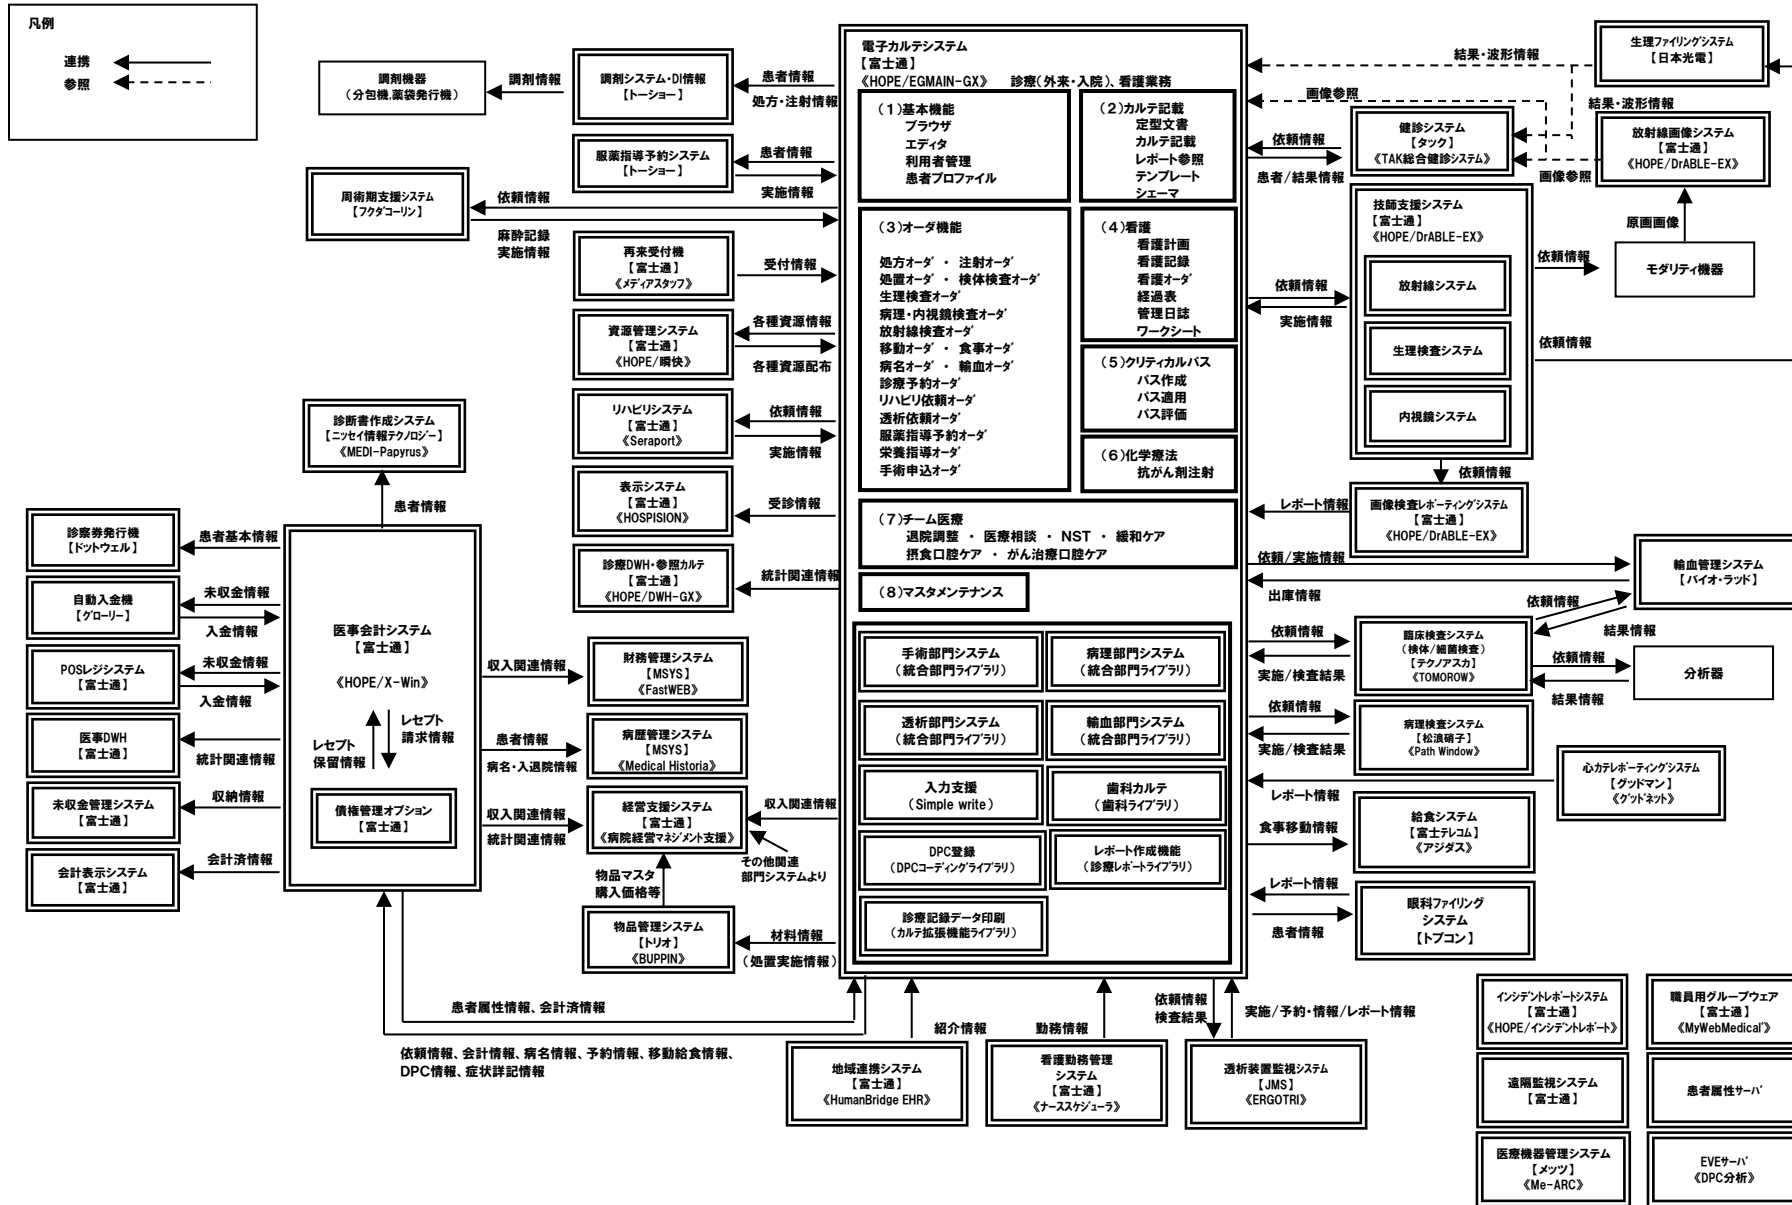 凡例
連携
参照
調剤機器
（分包機,薬袋発行機）
調剤情報
調剤システム・DI情報
【トーショー】
患者情報
処方・注射情報
服薬指導予約システム
【トーショー】
患者情報
実施情報
周術期支援システム
【フクダコーリン】
依頼情報
麻酔記録
実施情報
再来受付機
【富士通】
《メディアスタッフ》
受付情報
資源管理システム
【富士通】
《HOPE/瞬快》
各種資源情報
各種資源配布
リハビリシステム
【富士通】
《Seraport》
依頼情報
実施情報
表示システム
【富士通】
《HOSPISION》
受診情報
診療DWH・参照カルテ
【富士通】
《HOPE/DWH-GX》
統計関連情報
診断書作成システム
【ニッセイ情報テクノロジー】
《MEDI-Papyrus》
患者情報
診察券発行機
【ドットウェル】
患者基本情報
自動入金機
【グローリー】
未収金情報
入金情報
POSレジシステム
【富士通】
未収金情報
入金情報
医事DWH
【富士通】
統計関連情報
未収金管理システム
【富士通】
収納情報
会計表示システム
【富士通】
会計済情報
医事会計システム
【富士通】
《HOPE/X-Win》
レセプト
保留情報
レセプト
請求情報
債権管理オプション
【富士通】
収入関連情報
財務管理システム
【MSYS】
《FastWEB》
患者情報
病名・入退院情報
病歴管理システム
【MSYS】
《Medical Historia》
収入関連情報
統計関連情報
経営支援システム
【富士通】
《病院経営マネジメント支援》
収入関連情報
その他関連
部門システムより
物品マスタ
購入価格等
物品管理システム
【トリオ】
《BUPPIN》
材料情報
（処置実施情報）
患者属性情報、会計済情報
依頼情報、会計情報、病名情報、予約情報、移動給食情報、
DPC情報、症状詳記情報
電子カルテシステム
【富士通】
《HOPE/EGMAIN-GX》　診療（外来・入院）、看護業務
（１）基本機能
ブラウザ
エディタ
利用者管理
患者プロファイル
（２）カルテ記載
定型文書
カルテ記載
レポート参照
テンプレート
シェーマ
（３）オーダ機能
処方オーダ ・ 注射オーダ
処置オーダ ・ 検体検査オーダ
生理検査オーダ
病理・内視鏡検査オーダ
放射線検査オーダ
移動オーダ ・ 食事オーダ
病名オーダ ・ 輸血オーダ
診療予約オーダ
リハビリ依頼オーダ
透析依頼オーダ
服薬指導予約オーダ
栄養指導オーダ
手術申込オーダ
（４）看護
看護計画
看護記録
看護オーダ
経過表
管理日誌
ワークシート
（５）クリティカルパス
パス作成
パス適用
パス評価
（６）化学療法
抗がん剤注射
（７）チーム医療
退院調整 ・ 医療相談 ・ NST ・ 緩和ケア
摂食口腔ケア ・ がん治療口腔ケア
（８）マスタメンテナンス
手術部門システム
（統合部門ライブラリ）
病理部門システム
（統合部門ライブラリ）
透析部門システム
（統合部門ライブラリ）
輸血部門システム
（統合部門ライブラリ）
入力支援
（Simple write）
歯科カルテ
（歯科ライブラリ）
DPC登録
（DPCコーディングライブラリ）
レポート作成機能
（診療レポートライブラリ）
診療記録データ印刷
（カルテ拡張機能ライブラリ）
紹介情報
地域連携システム
【富士通】
《HumanBridge EHR》
勤務情報
看護勤務管理
システム
【富士通】
《ナーススケジューラ》
依頼情報
検査結果
実施/予約・情報/レポート情報
透析装置監視システム
【JMS】
《ERGOTRI》
結果・波形情報
生理ファイリングシステム
【日本光電】
画像参照
結果・波形情報
依頼情報
患者/結果情報
健診システム
【タック】
《TAK総合健診システム》
画像参照
放射線画像システム
【富士通】
《HOPE/DrABLE-EX》
原画画像
モダリティ機器
依頼情報
技師支援システム
【富士通】
《HOPE/DrABLE-EX》
放射線システム
生理検査システム
内視鏡システム
依頼情報
実施情報
依頼情報
依頼情報
レポート情報
画像検査レポーティングシステム
【富士通】
《HOPE/DrABLE-EX》
依頼/実施情報
出庫情報
輸血管理システム
【バイオ・ラッド】
依頼情報
結果情報
依頼情報
実施/検査結果
臨床検査システム
（検体/細菌検査）
【テクノアスカ】
《TOMOROW》
依頼情報
結果情報
分析器
依頼情報
実施/検査結果
病理検査システム
【松浪硝子】
《Path Window》
レポート情報
心カテレポーティングシステム
【グッドマン】
《グッドネット》
食事移動情報
給食システム
【富士テレコム】
《アジダス》
レポート情報
患者情報
眼科ファイリング
システム
【トプコン】
インシデントレポートシステム
【富士通】
《HOPE/インシデントレポート》
職員用グループウェア
【富士通】
《MyWebMedical》
遠隔監視システム
【富士通】
患者属性サーバ
医療機器管理システム
【メッツ】
《Me-ARC》
EVEサーバ
《DPC分析》